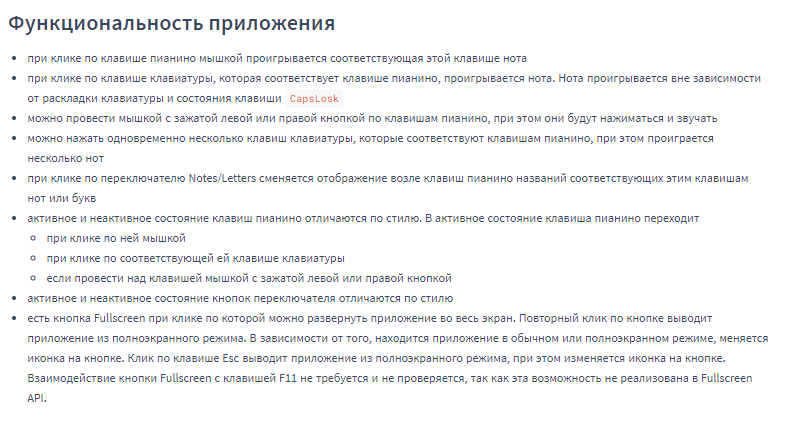 Функциональность приложения
при клике по клавише пианино мышкой проигрывается соответствующая этой клавише нота
при клике по клавише клавиатуры, которая соответствует клавише пианино, проигрывается нота. Нота проигрывается вне зависимости
от раскладки клавиатуры и состояния клавиши CapsLosk
можно провести мышкой с зажатой левой или правой кнопкой по клавишам пианино, при этом они будут нажиматься и звучать
можно нажать одновременно несколько клавиш клавиатуры, которые соответствуют клавишам пианино, при этом проиграется
несколько нот
при клике по переключателю Notes/Letters сменяется отображение возле клавиш пианино названий соответствующих этим клавишам
нот или букв
активное и неактивное состояние клавиш пианино отличаются по стилю. В активное состояние клавиша пианино переходит
при клике по ней мышкой
при клике по соответствующей ей клавише клавиатуры
если провести над клавишей мышкой с зажатой левой или правой кнопкой
активное и неактивное состояние кнопок переключателя отличаются по стилю
есть кнопка Fullscreen при клике по которой можно развернуть приложение во весь экран. Повторный клик по кнопке выводит
приложение из полноэкранного режима. В зависимости от того, находится приложение в обычном или полноэкранном режиме, меняется
иконка на кнопке. Клик по клавише Esc выводит приложение из полноэкранного режима, при этом изменяется иконка на кнопке.
Взаимодействие кнопки Fullscreen с клавишей F11 не требуется и не проверяется, так как эта возможность не реализована в Fullscreen
API.